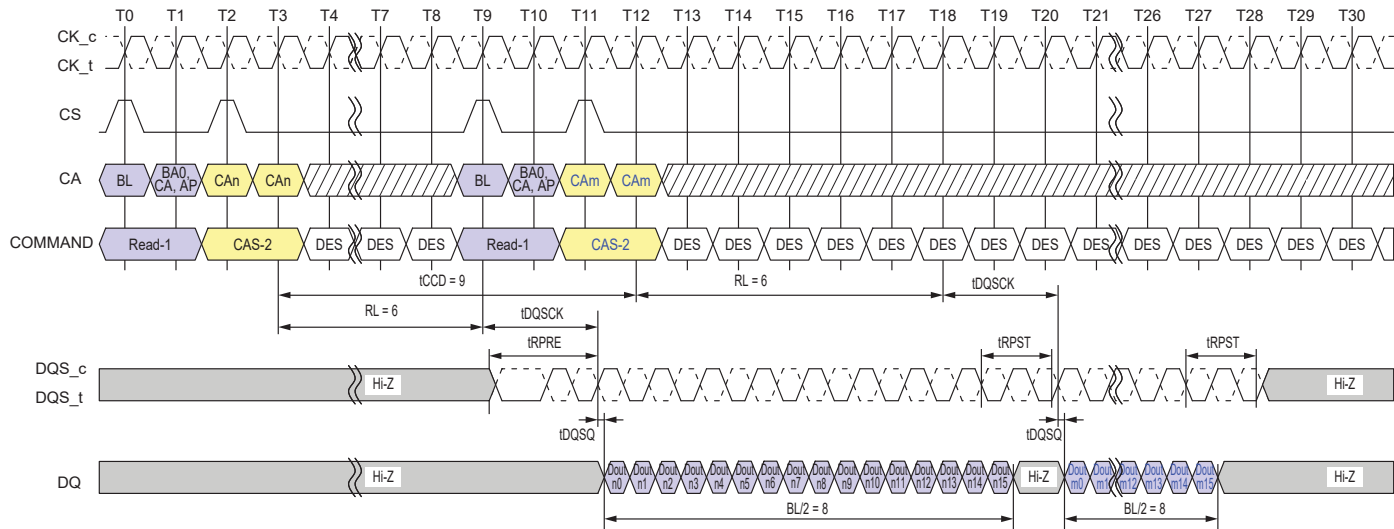 T0 T1 T2 T3 T4 T7 T8 T9 T10 T11 T12 T13 T14 T15 T16 T17 T18 T19 T20 T21 T26 T27 T28 T29 T30
CK_c
CK_t
CS
CA BL BA0, CA, AP CAn CAn BL BA0, CA, AP CAm CAm
COMMAND Read-1 CAS-2 DES DES DES Read-1 CAS-2 DES DES DES DES DES DES DES DES DES DES DES DES DES DES
tCCD = 9 RL = 6 tDQSCK
RL = 6 tDQSCK
tRPRE tRPST tRPST
DQS_c
DQS_t Hi-Z Hi-Z
tDQSQ tDQSQ
DQ Hi-Z Dout n0 Dout n1 Dout n2 Dout n3 Dout n4 Dout n5 Dout n6 Dout n7 Dout n8 Dout n9 Dout n10 Dout n11 Dout n12 Dout n13 Dout n14 Dout n15 Hi-Z Dout m0 Dout m1 Dout m12 Dout m13 Dout m14 Dout m15 Hi-Z
BL/2 = 8 BL/2 = 8